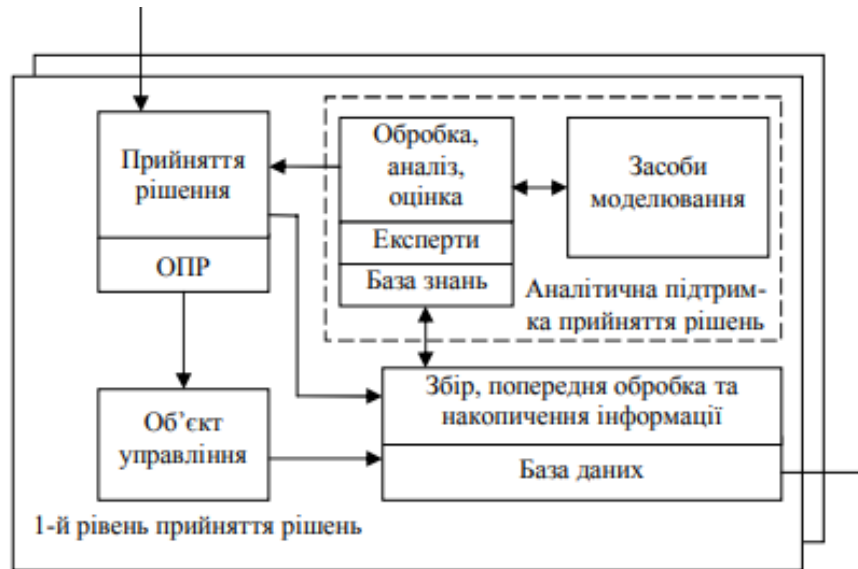 Прийняття
рішення
ОПР
Обробка,
аналіз,
оцінка
Експерти
База знань
Засоби
моделювання
Аналітична підтрим-
ка прийняття рішень
Об’єкт
управління
Збір, попередня обробка та
накопичення інформації
База даних
1-й рівень прийняття рішень